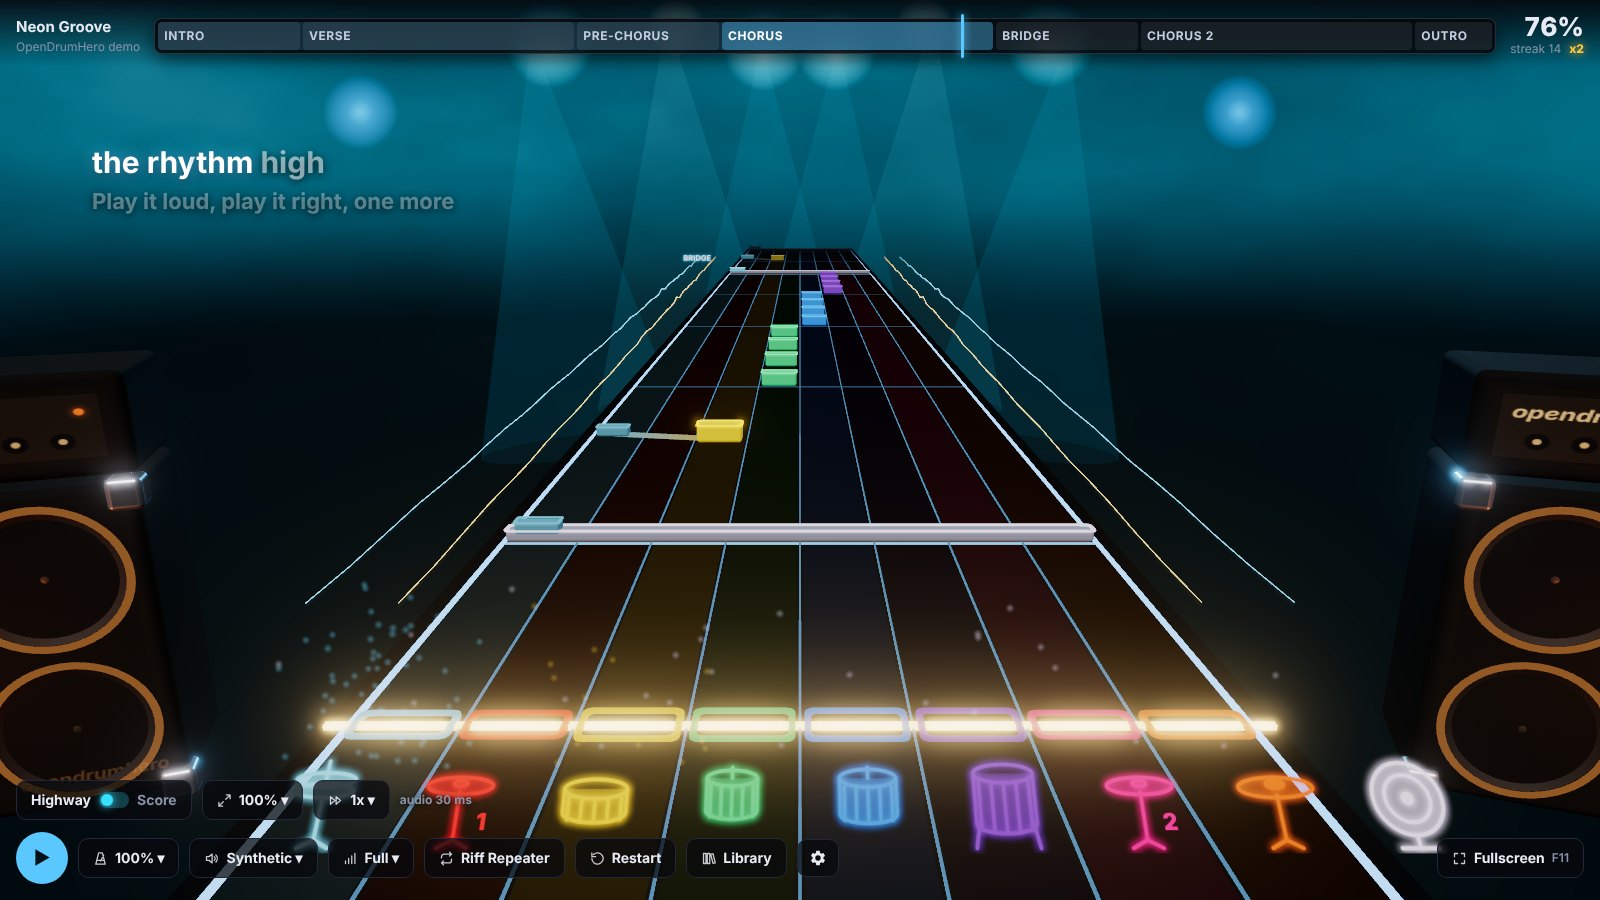 Neon Groove
OpenDrumHero demo
INTRO
VERSE
PRE-CHORUS
CHORUS
BRIDGE
CHORUS 2
OUTRO
76%
streak 14 x2
the rhythm high
Play it loud, play it right, one more
BRIDGE
opendr
endrumHero
1
2
Highway
Score
100%
1x
audio 30 ms
100%
Synthetic
Full
Riff Repeater
Restart
Library
Fullscreen F11